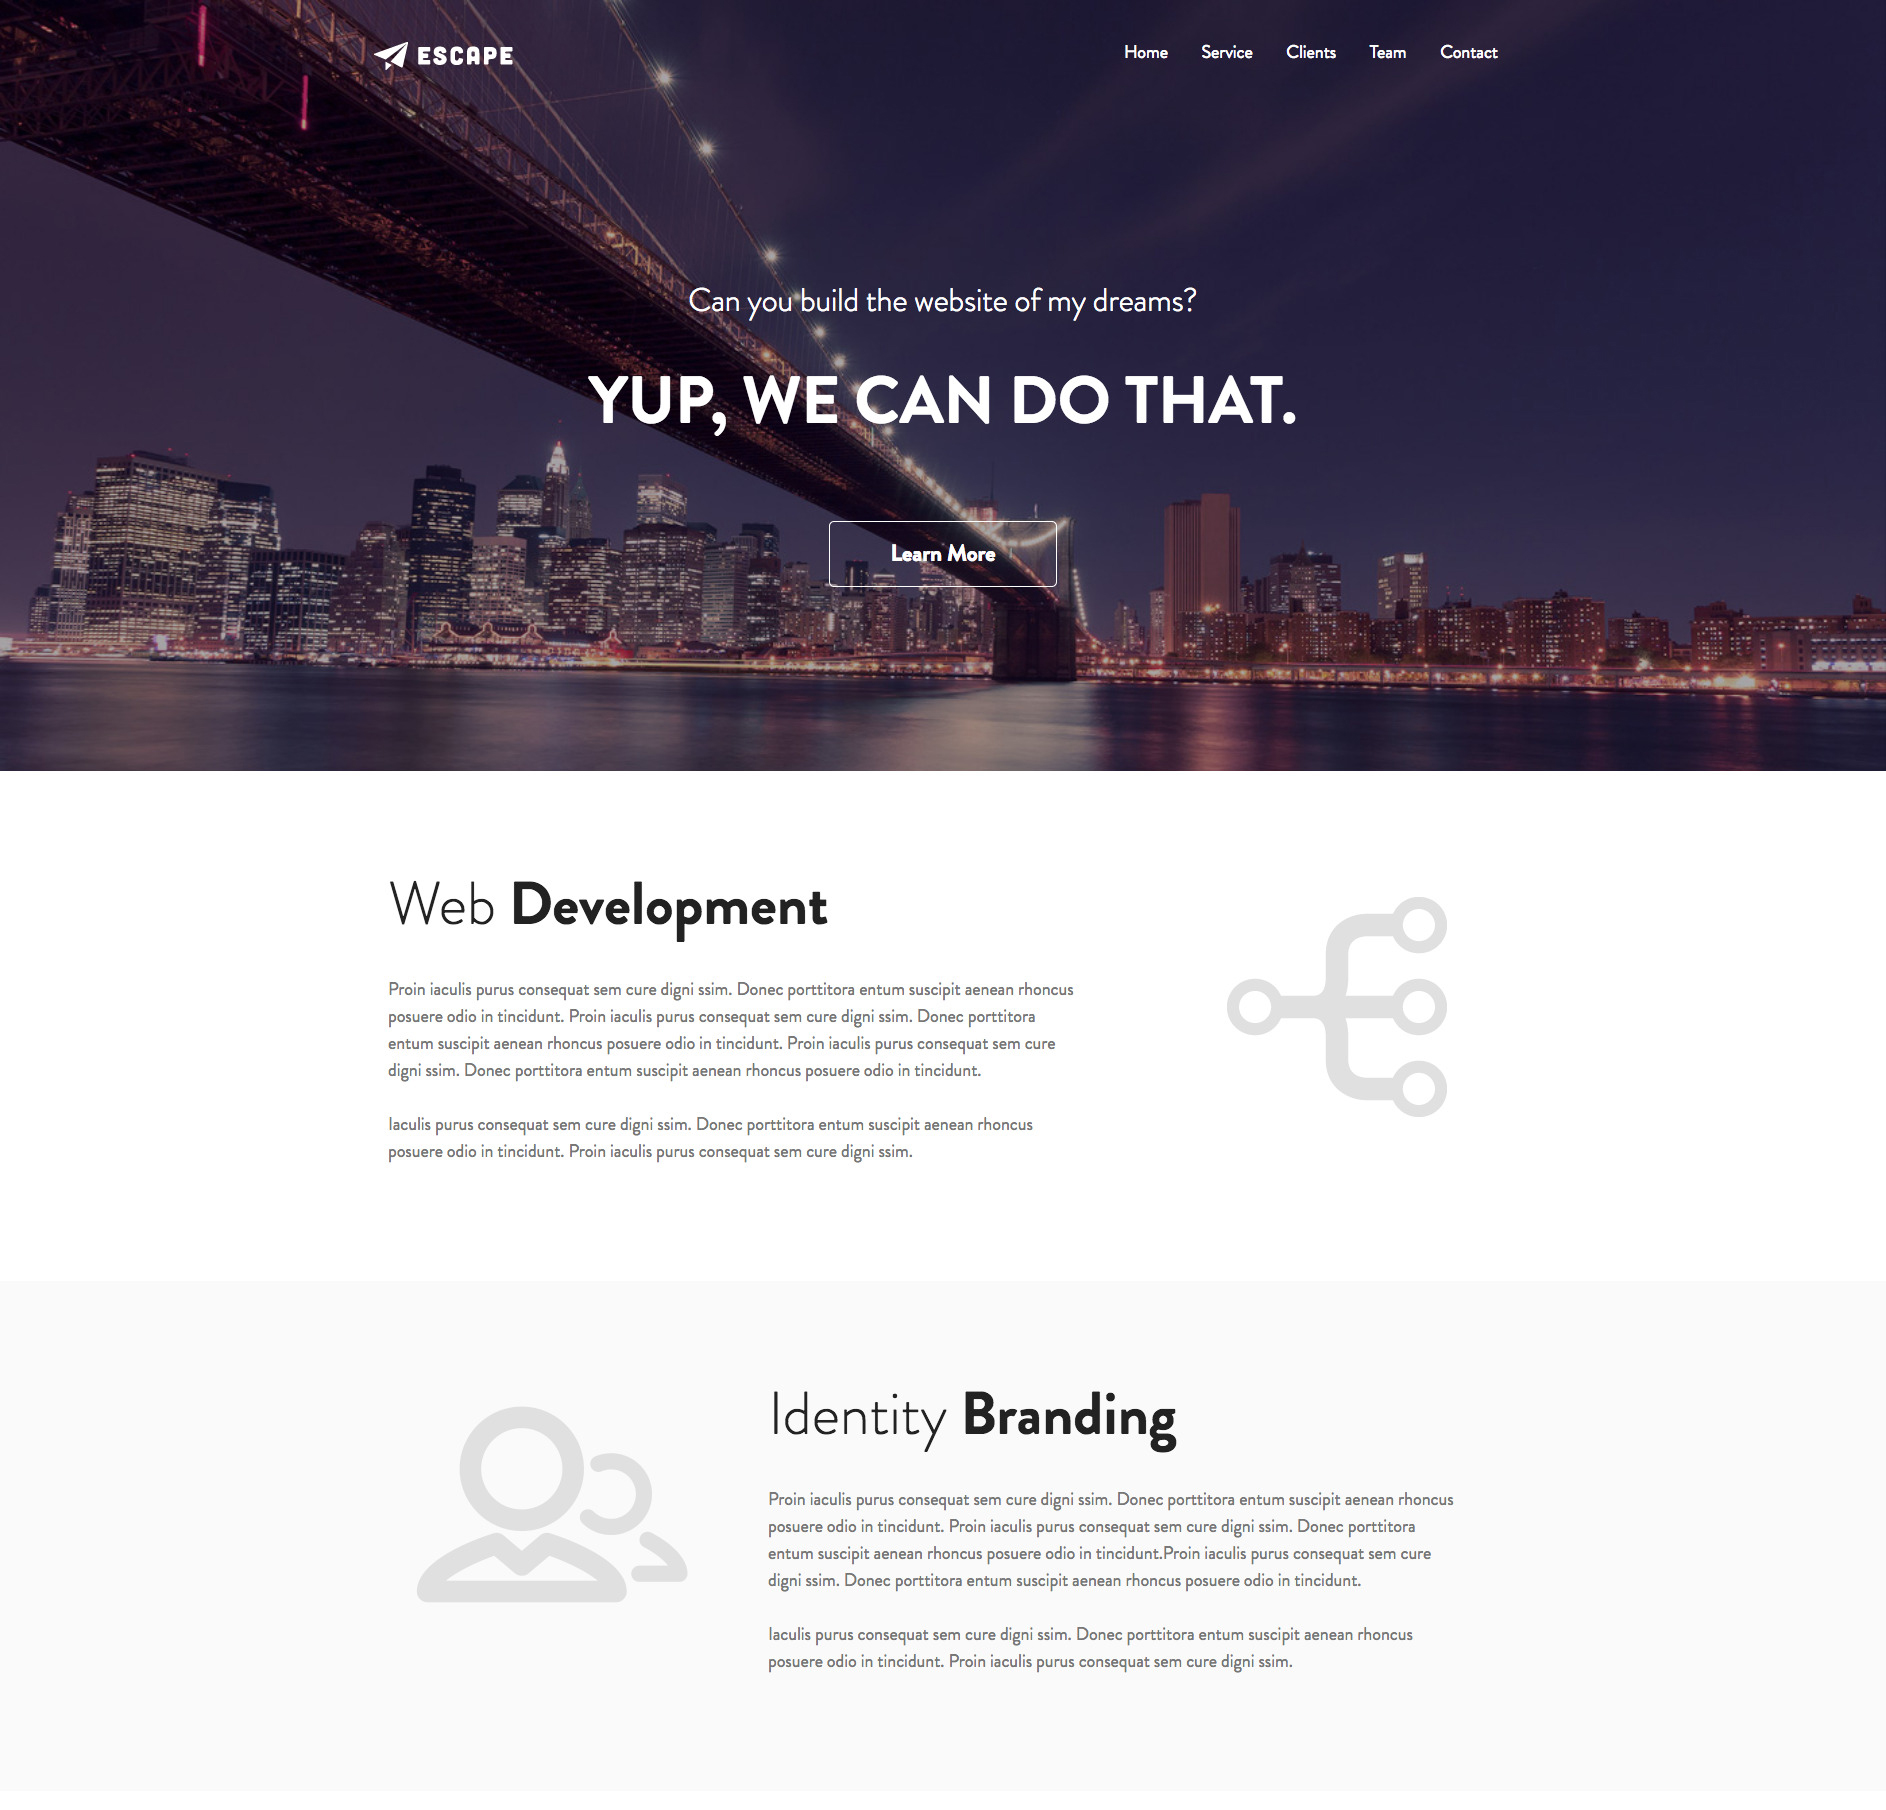 ESCAPE
Home Service Clients Team Contact
Can you build the website of my dreams?
YUP, WE CAN DO THAT.
Learn More
Web Development
Proin iaculis purus consequat sem cure digni ssim. Donec porttitora entum suscipit aenean rhoncus
posuere odio in tincidunt. Proin iaculis purus consequat sem cure digni ssim. Donec porttitora
entum suscipit aenean rhoncus posuere odio in tincidunt. Proin iaculis purus consequat sem cure
digni ssim. Donec porttitora entum suscipit aenean rhoncus posuere odio in tincidunt.
Iaculis purus consequat sem cure digni ssim. Donec porttitora entum suscipit aenean rhoncus
posuere odio in tincidunt. Proin iaculis purus consequat sem cure digni ssim.
Identity Branding
Proin iaculis purus consequat sem cure digni ssim. Donec porttitora entum suscipit aenean rhoncus
posuere odio in tincidunt. Proin iaculis purus consequat sem cure digni ssim. Donec porttitora
entum suscipit aenean rhoncus posuere odio in tincidunt.Proin iaculis purus consequat sem cure
digni ssim. Donec porttitora entum suscipit aenean rhoncus posuere odio in tincidunt.
Iaculis purus consequat sem cure digni ssim. Donec porttitora entum suscipit aenean rhoncus
posuere odio in tincidunt. Proin iaculis purus consequat sem cure digni ssim.